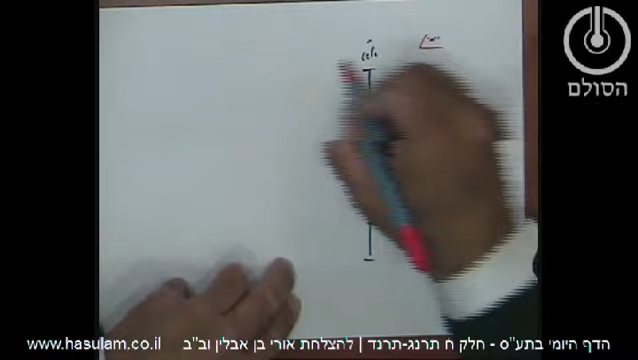 הסולם
הדף היומי בתע"ס - חלק ח תרנג-תרנד | להצלחת אורי בן אבלין וב"ב www.hasulam.co.il